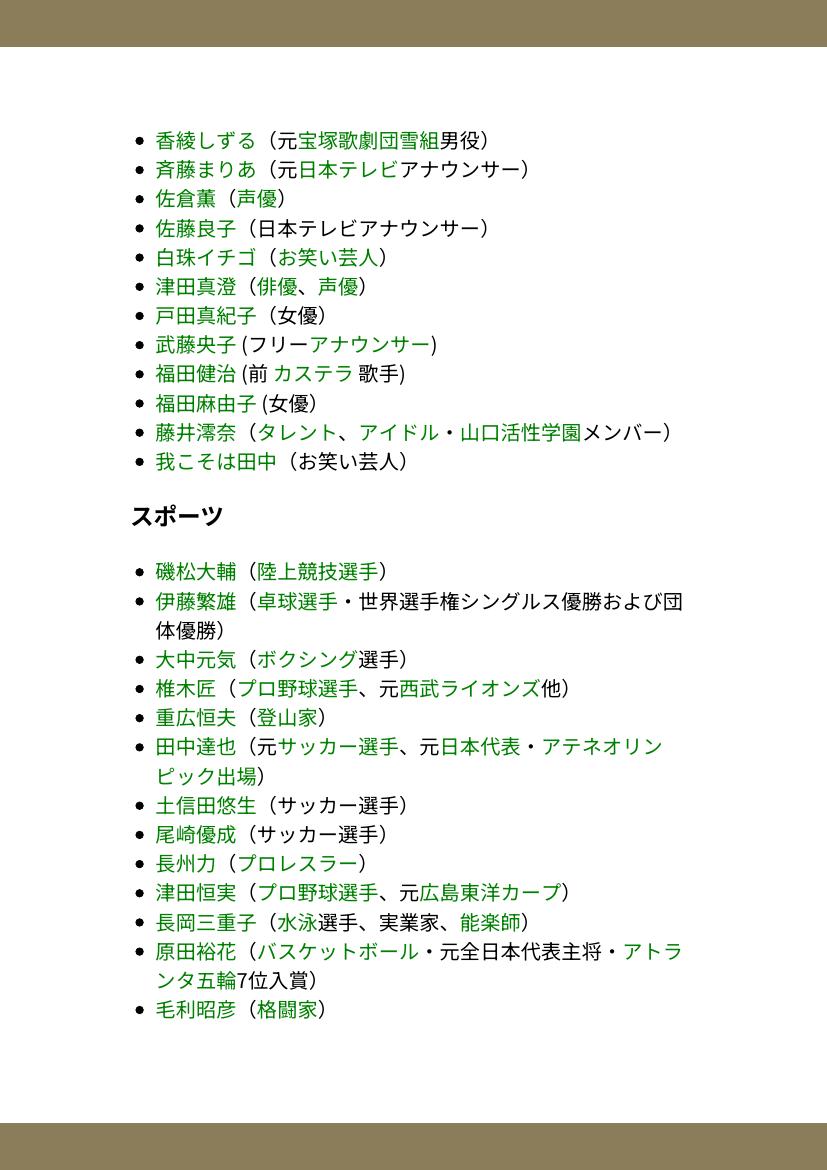 香綾しずる（元宝塚歌劇団雪組男役）
斉藤まりあ（元日本テレビアナウンサー）
佐倉薫（声優）
佐藤良子（日本テレビアナウンサー）
白珠イチゴ（お笑い芸人）
津田真澄（俳優、声優）
戸田真紀子（女優）
武藤央子 (フリーアナウンサー)
福田健治 (前 カステラ 歌手)
福田麻由子 (女優）
藤井澪奈（タレント、アイドル・山口活性学園メンバー）
我こそは田中（お笑い芸人）
スポーツ
磯松大輔（陸上競技選手）
伊藤繁雄（卓球選手・世界選手権シングルス優勝および団
体優勝）
大中元気（ボクシング選手）
椎木匠（プロ野球選手、元西武ライオンズ他）
重広恒夫（登山家）
田中達也（元サッカー選手、元日本代表・アテネオリン
ピック出場）
土信田悠生（サッカー選手）
尾崎優成（サッカー選手）
長州力（プロレスラー）
津田恒実（プロ野球選手、元広島東洋カープ）
長岡三重子（水泳選手、実業家、能楽師）
原田裕花（バスケットボール・元全日本代表主将・アトラ
ンタ五輪7位入賞）
毛利昭彦（格闘家）